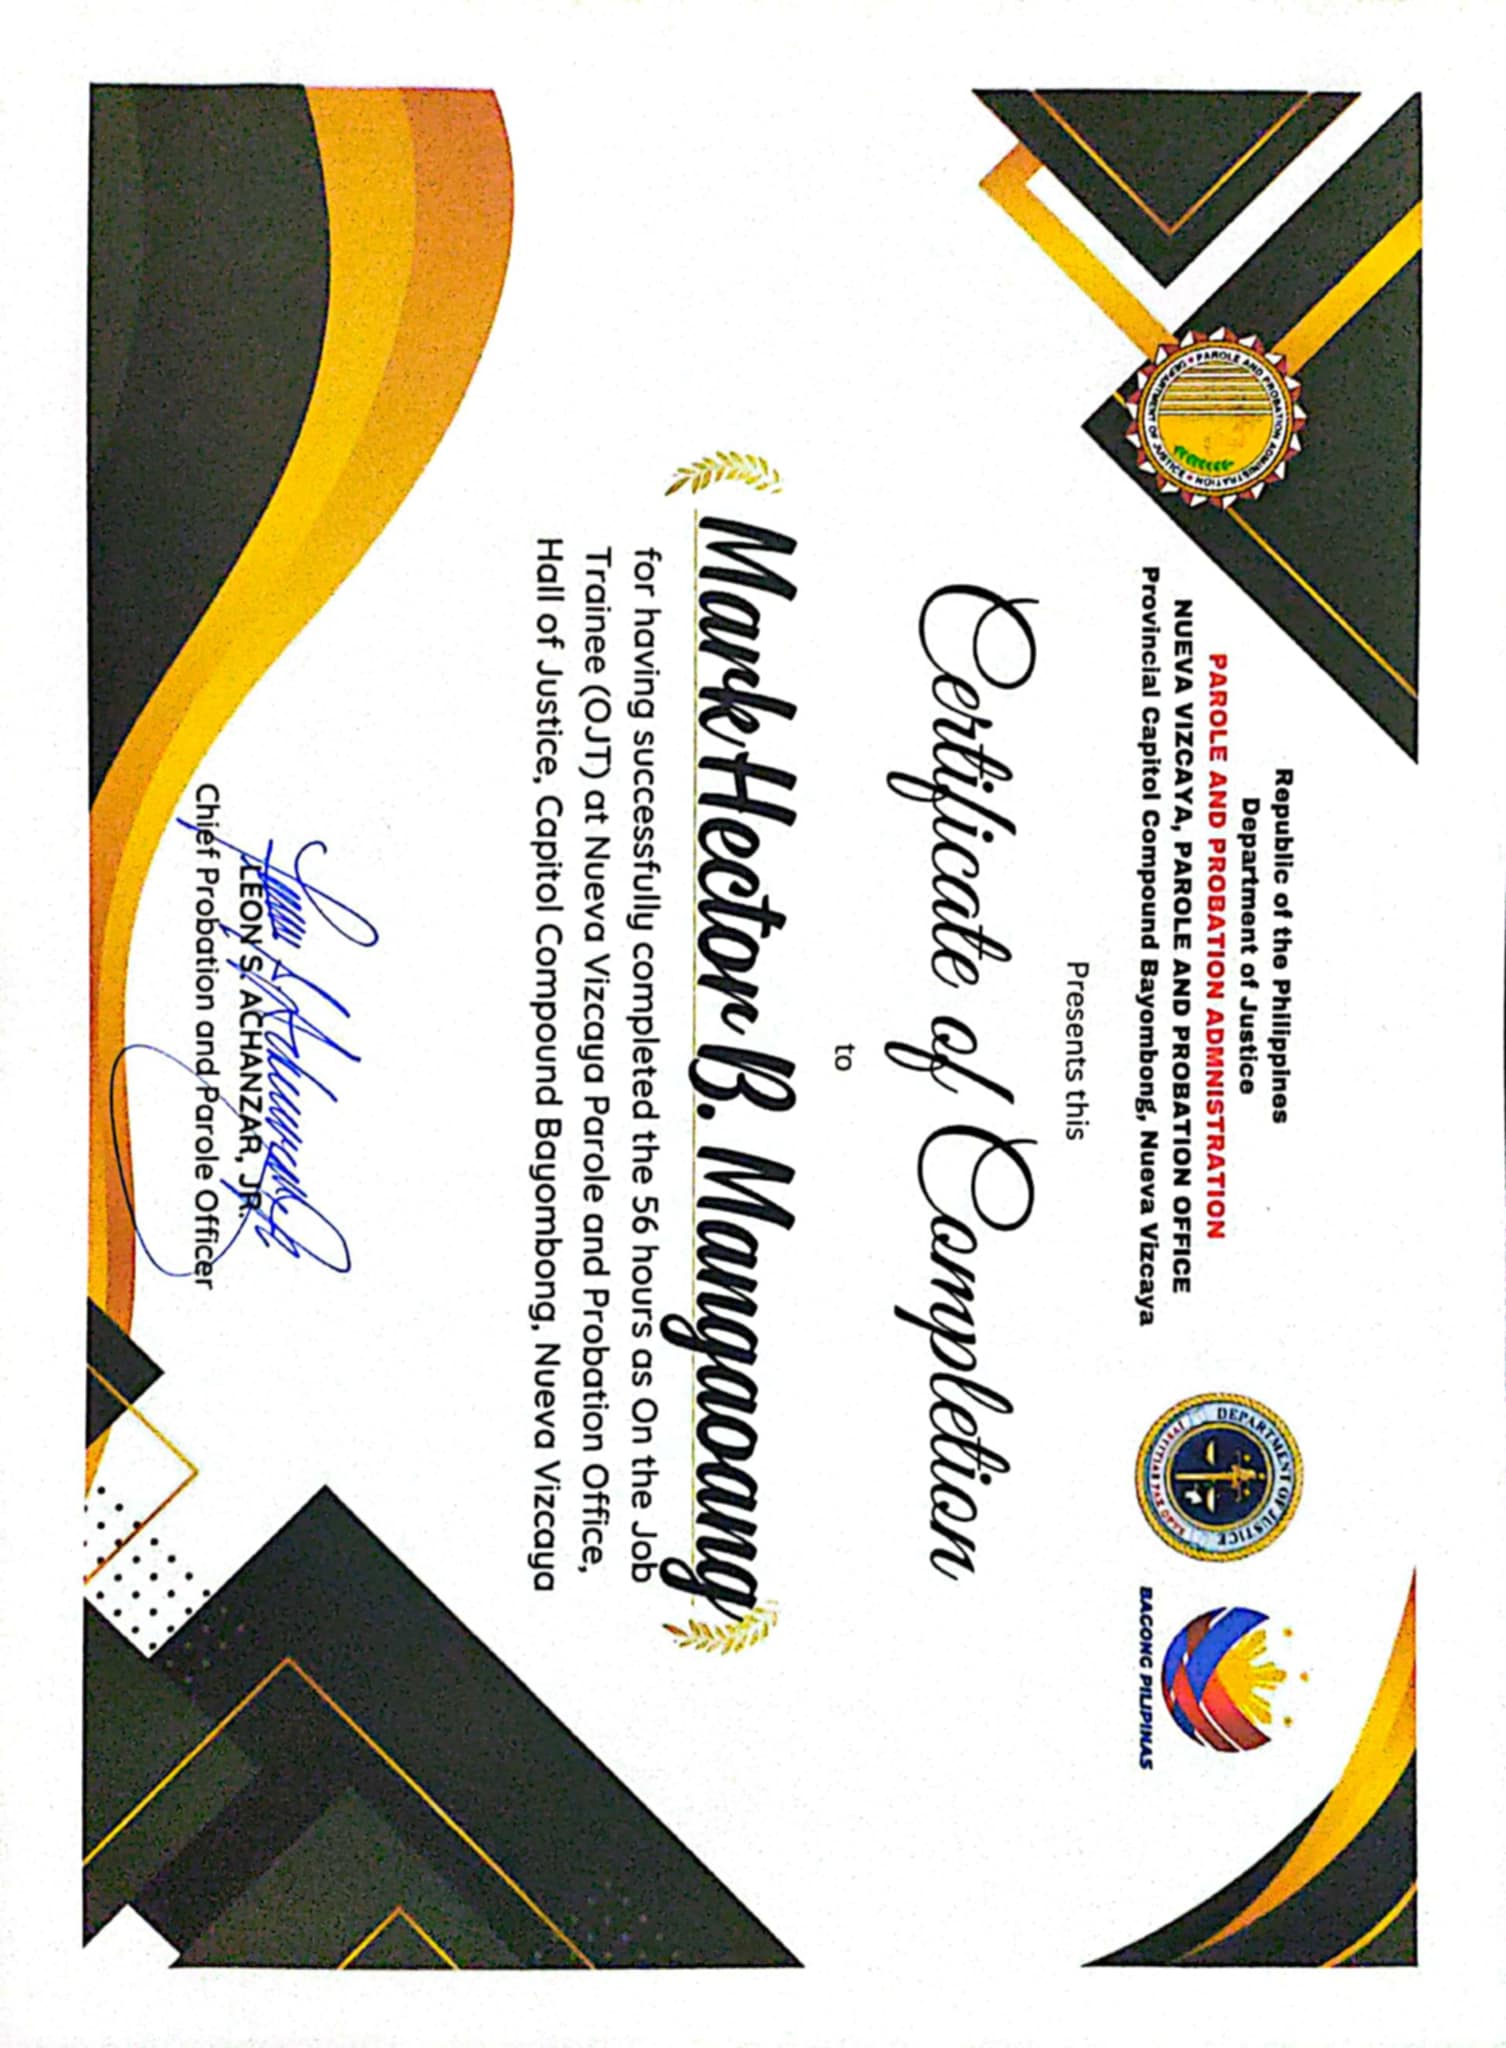 Republic of the Philippines
Department of Justice
PAROLE AND PROBATION ADMNISTRATION
NUEVA VIZCAYA, PAROLE AND PROBATION OFFICE
Provincial Capitol Compound Bayombong, Nueva Vizcaya
PAROLE AND PROBATION ADMINISTRATION
DEPARTMENT OF JUSTICE
DEPARTMENT OF JUSTICE
BAGONG PILIPINAS
Presents this
Certificate of Completion
to
Mark Hector B. Mangaoang
for having successfully completed the 56 hours as On the Job
Trainee (OJT) at Nueva Vizcaya Parole and Probation Office,
Hall of Justice, Capitol Compound Bayombong, Nueva Vizcaya
LEON S. ACHANZAR, JR.
Chief Probation and Parole Officer